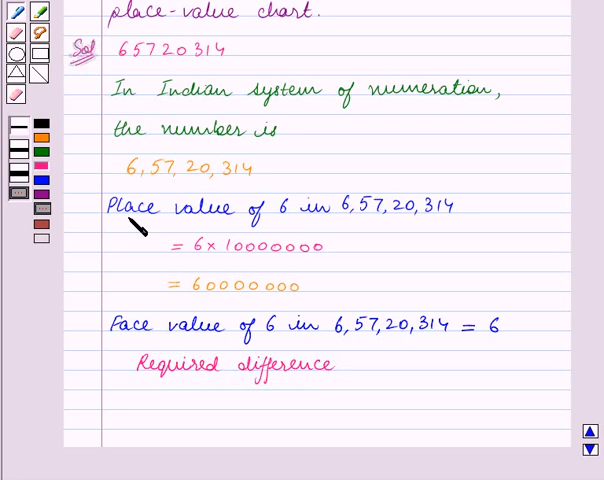 place-value chart.
Sol 65720314
In Indian system of numeration,
the number is
6,57,20,314
Place value of 6 in 6,57,20,314
= 6 × 10000000
= 60000000
Face value of 6 in 6,57,20,314 = 6
Required difference